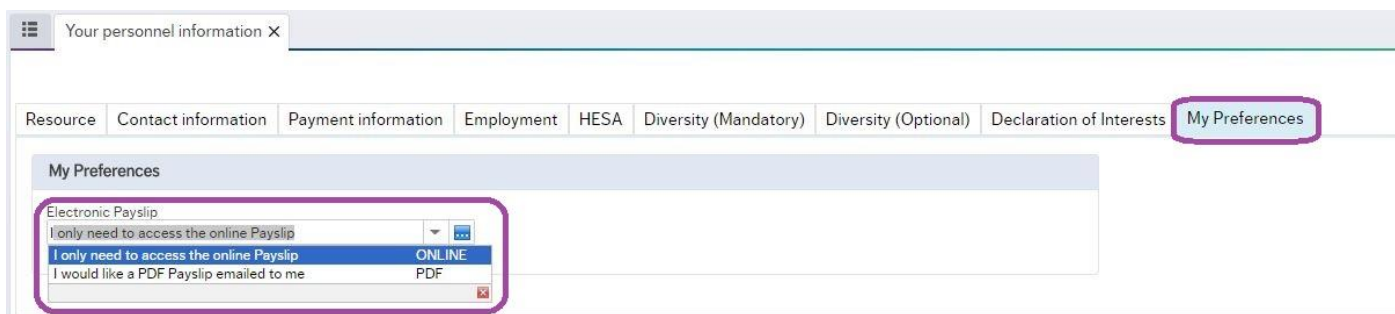 Your personnel information
Resource Contact information Payment information Employment HESA Diversity (Mandatory) Diversity (Optional) Declaration of Interests My Preferences
My Preferences
Electronic Payslip
I only need to access the online Payslip
I only need to access the online Payslip ONLINE
I would like a PDF Payslip emailed to me PDF